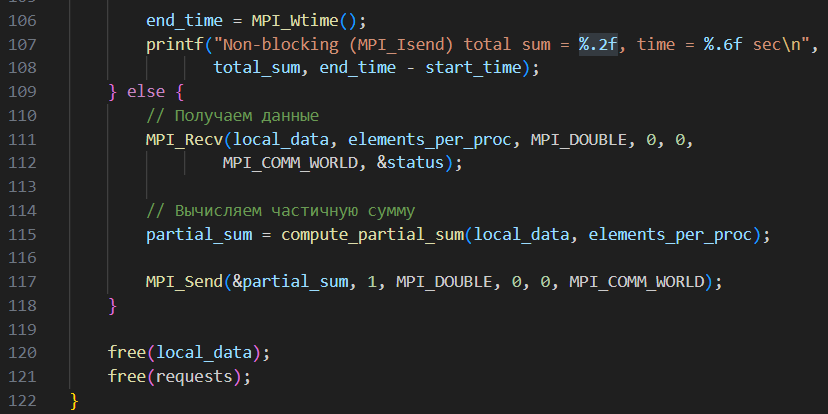 106 end_time = MPI_Wtime();
107 printf("Non-blocking (MPI_Isend) total sum = %.2f, time = %.6f sec\n",
108 total_sum, end_time - start_time);
109 } else {
110 // Получаем данные
111 MPI_Recv(local_data, elements_per_proc, MPI_DOUBLE, 0, 0,
112 MPI_COMM_WORLD, &status);
113
114 // Вычисляем частичную сумму
115 partial_sum = compute_partial_sum(local_data, elements_per_proc);
116
117 MPI_Send(&partial_sum, 1, MPI_DOUBLE, 0, 0, MPI_COMM_WORLD);
118 }
119
120 free(local_data);
121 free(requests);
122 }